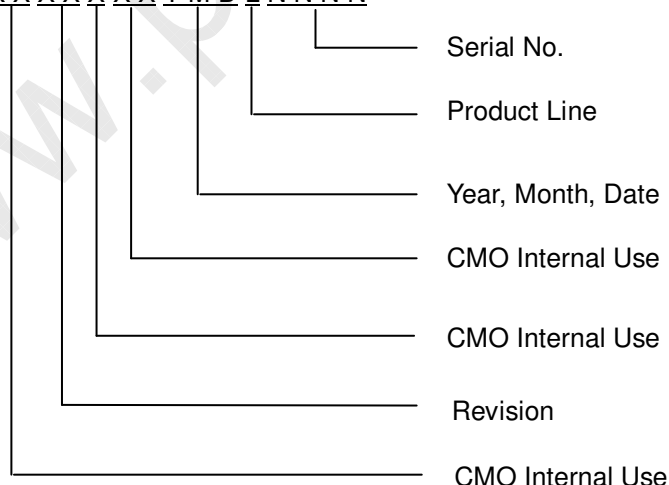 X X X X X X X Y M D L N N N N
Serial No.
Product Line
Year, Month, Date
CMO Internal Use
CMO Internal Use
Revision
CMO Internal Use